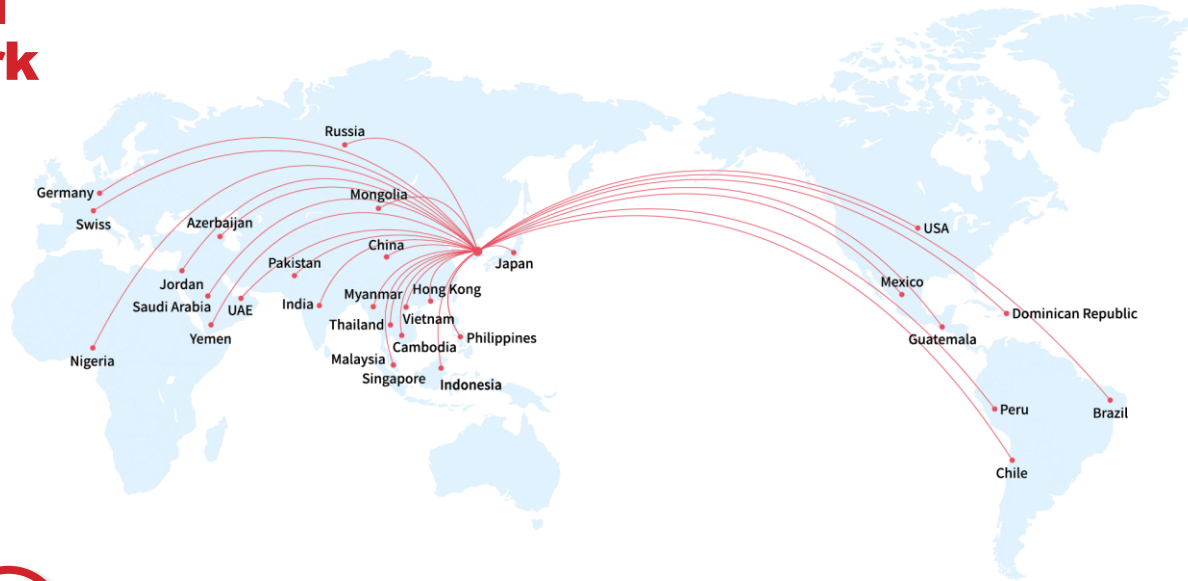 rk
Russia
Germany
Mongolia
Swiss
Azerbaijan
USA
China
Pakistan
Japan
Jordan
Mexico
Saudi Arabia
UAE
India
Myanmar
Hong Kong
Dominican Republic
Thailand
Vietnam
Yemen
Philippines
Guatemala
Cambodia
Nigeria
Malaysia
Singapore
Indonesia
Peru
Brazil
Chile